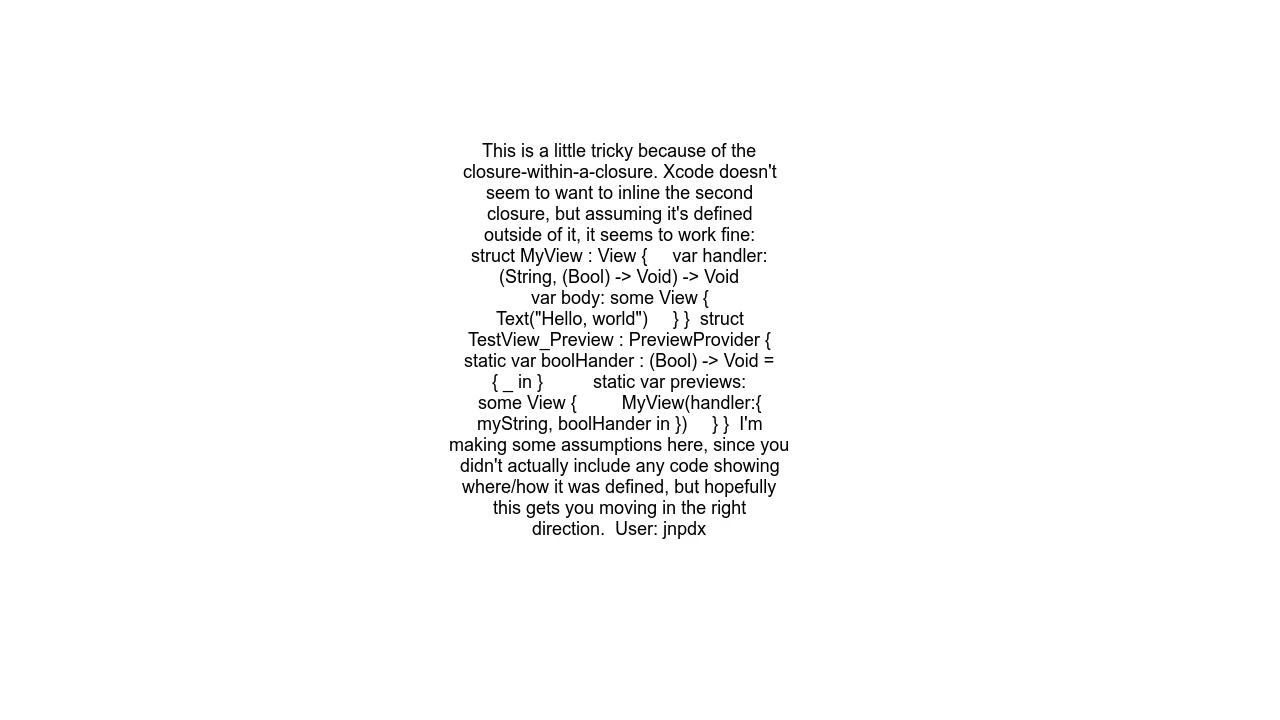 This is a little tricky because of the
closure-within-a-closure. Xcode doesn't
seem to want to inline the second
closure, but assuming it's defined
outside of it, it seems to work fine:
struct MyView : View {     var handler:
(String, (Bool) -> Void) -> Void
var body: some View {
Text("Hello, world")     } }  struct
TestView_Preview : PreviewProvider {
static var boolHander : (Bool) -> Void =
{ _ in }          static var previews:
some View {         MyView(handler:{
myString, boolHander in })     } }  I'm
making some assumptions here, since you
didn't actually include any code showing
where/how it was defined, but hopefully
this gets you moving in the right
direction.  User: jnpdx